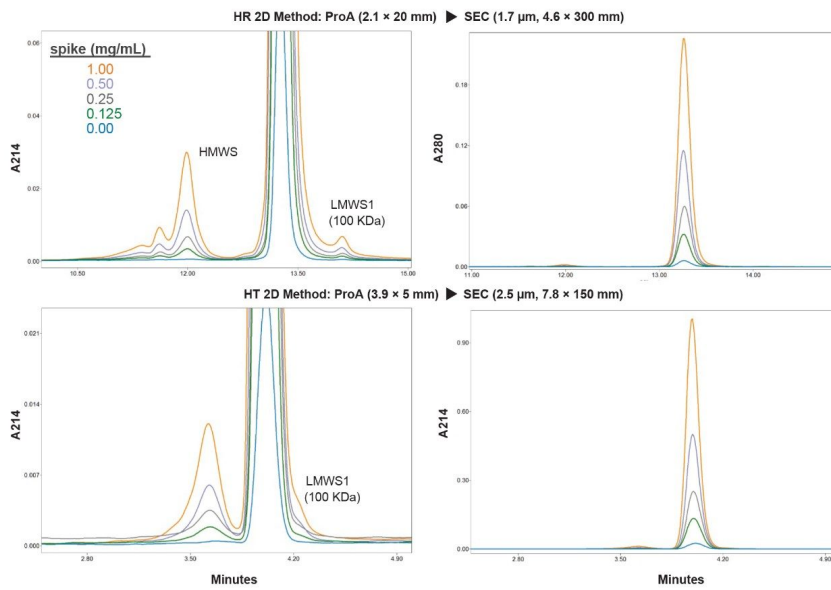 HR 2D Method: ProA (2.1 × 20 mm) ▶ SEC (1.7 µm, 4.6 × 300 mm)
spike (mg/mL)
1.00
0.50
0.25
0.125
0.00
A214
0.06
0.04
0.02
0.00
HMWS
LMWS1
(100 KDa)
10.50 12.00 13.50 15.00
A280
0.18
0.12
0.06
0.00
11.00 12.00 13.00 14.00
HT 2D Method: ProA (3.9 × 5 mm) ▶ SEC (2.5 µm, 7.8 × 150 mm)
A214
0.021
0.014
0.007
0.000
LMWS1
(100 KDa)
2.80 3.50 4.20 4.90
Minutes
A214
0.90
0.60
0.30
0.00
2.80 3.50 4.20 4.90
Minutes